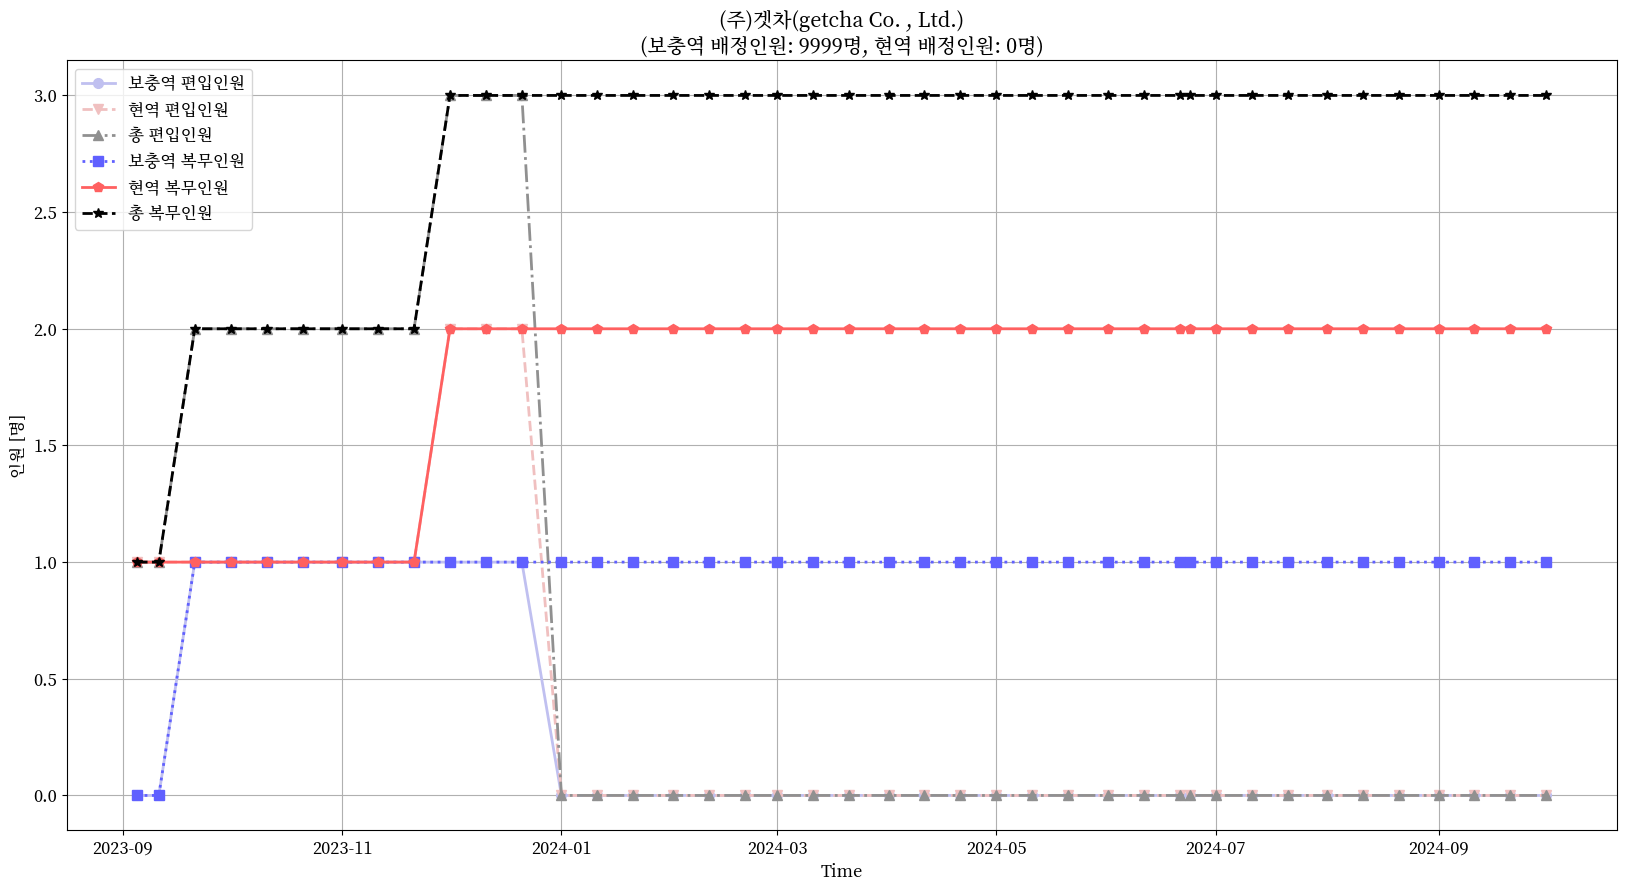 (주)겟차(getcha Co. , Ltd.)
(보충역 배정인원: 9999명, 현역 배정인원: 0명)
보충역 편입인원
현역 편입인원
총 편입인원
보충역 복무인원
현역 복무인원
총 복무인원
인원 [명]
3.0
2.5
2.0
1.5
1.0
0.5
0.0
2023-09
2023-11
2024-01
2024-03
2024-05
2024-07
2024-09
Time